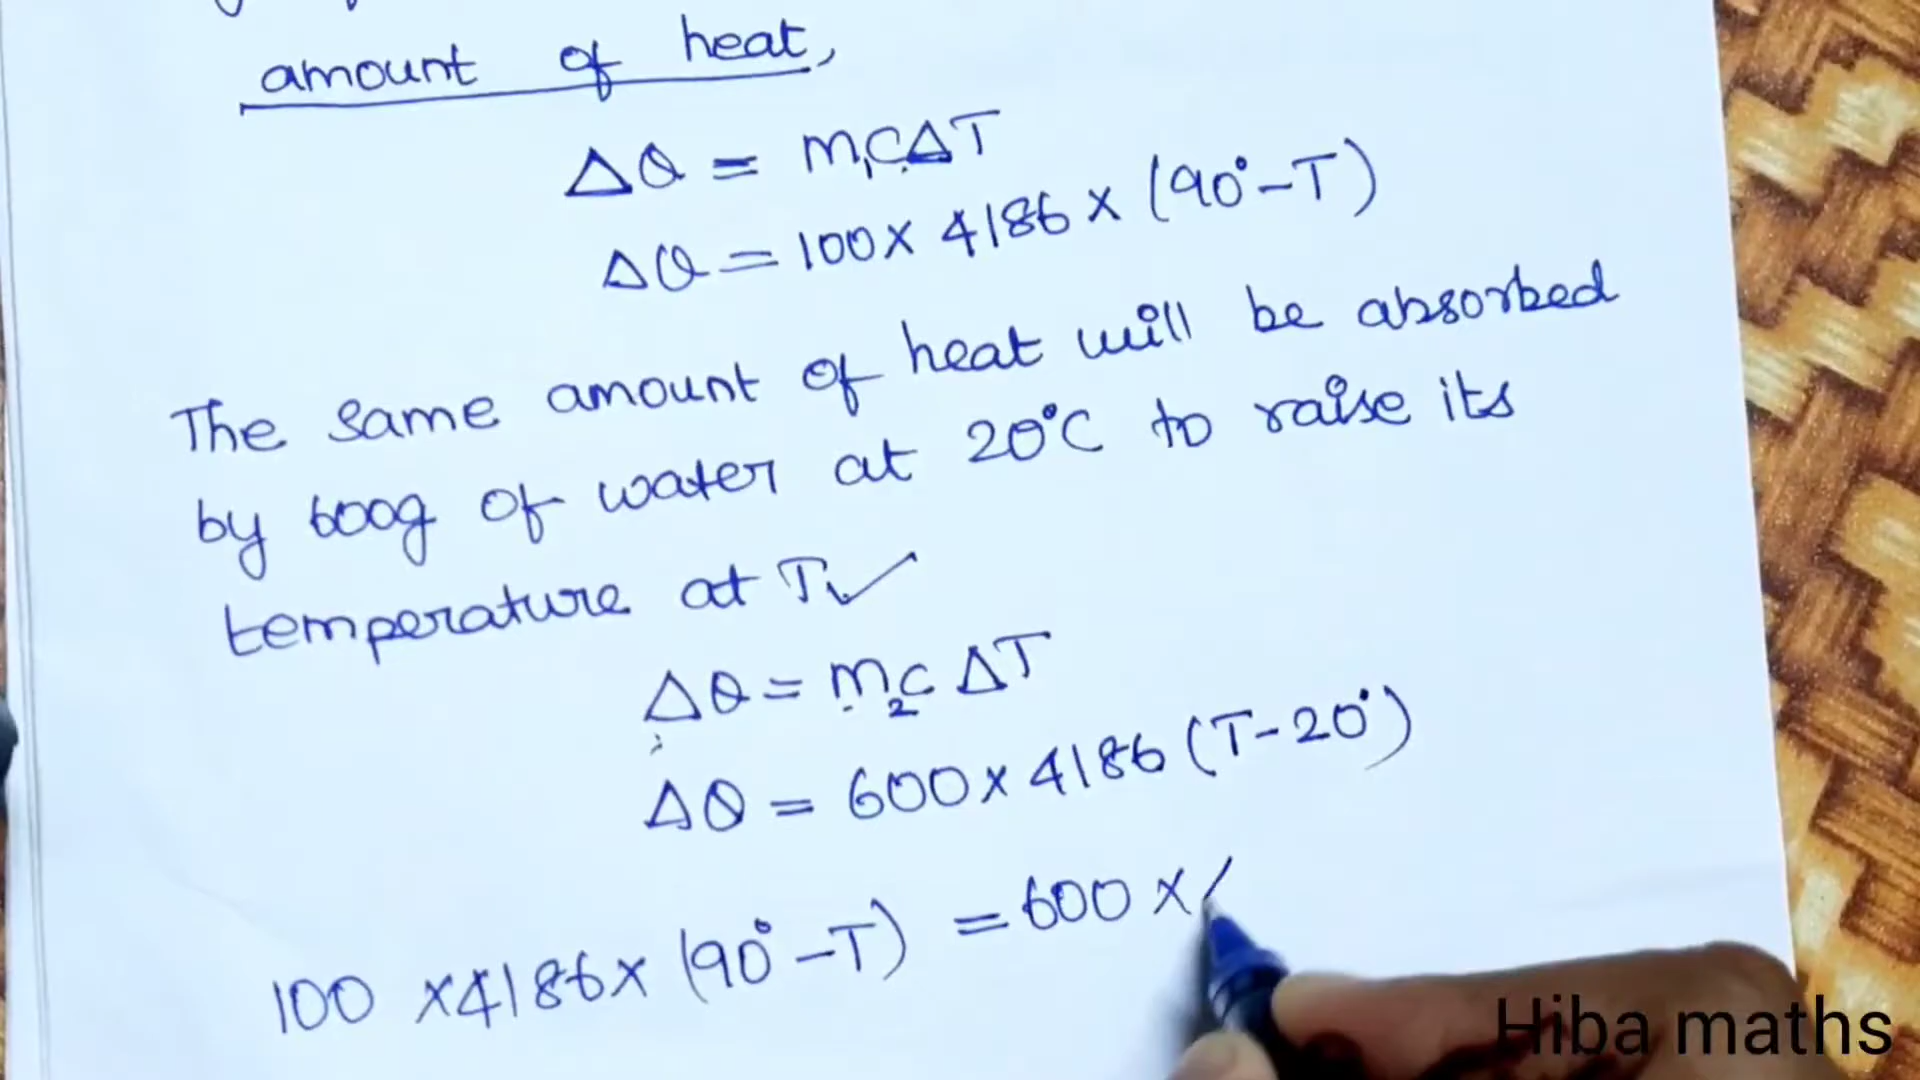 amount of heat,
ΔQ = m₁cΔT
ΔQ = 100 × 4186 × (90° - T)
The same amount of heat will be absorbed
by 600g of water at 20°C to raise its
temperature at T
ΔQ = m₂c ΔT
ΔQ = 600 × 4186 (T - 20°)
100 × 4186 × (90° - T) = 600 ×
Hiba maths